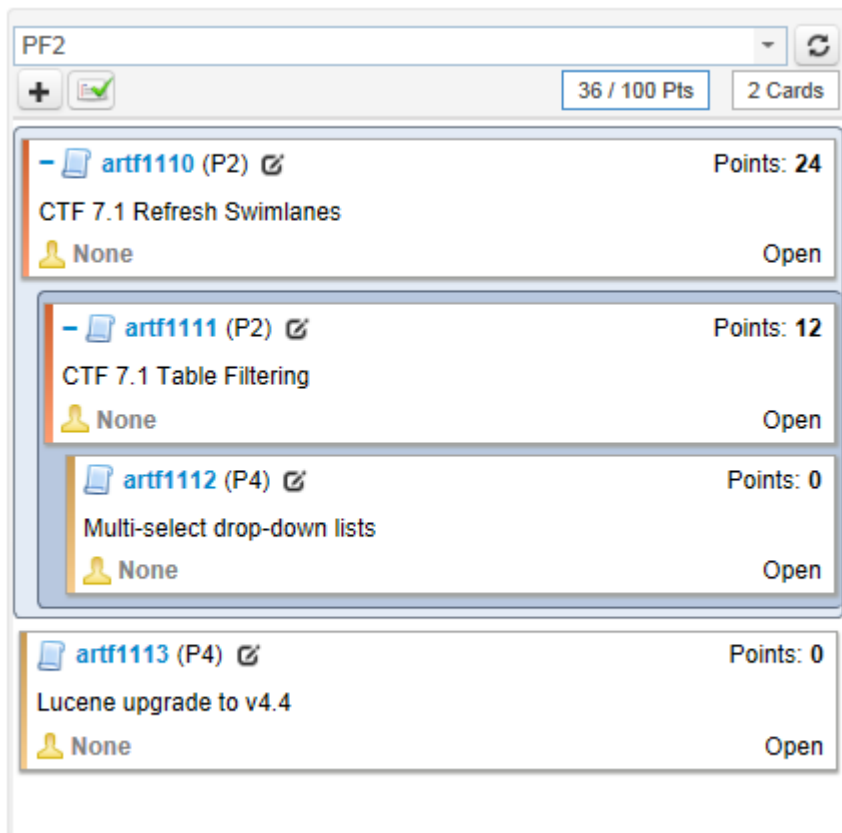 PF2
36 / 100 Pts 2 Cards
artf1110 (P2) Points: 24
CTF 7.1 Refresh Swimlanes
None Open
artf1111 (P2) Points: 12
CTF 7.1 Table Filtering
None Open
artf1112 (P4) Points: 0
Multi-select drop-down lists
None Open
artf1113 (P4) Points: 0
Lucene upgrade to v4.4
None Open